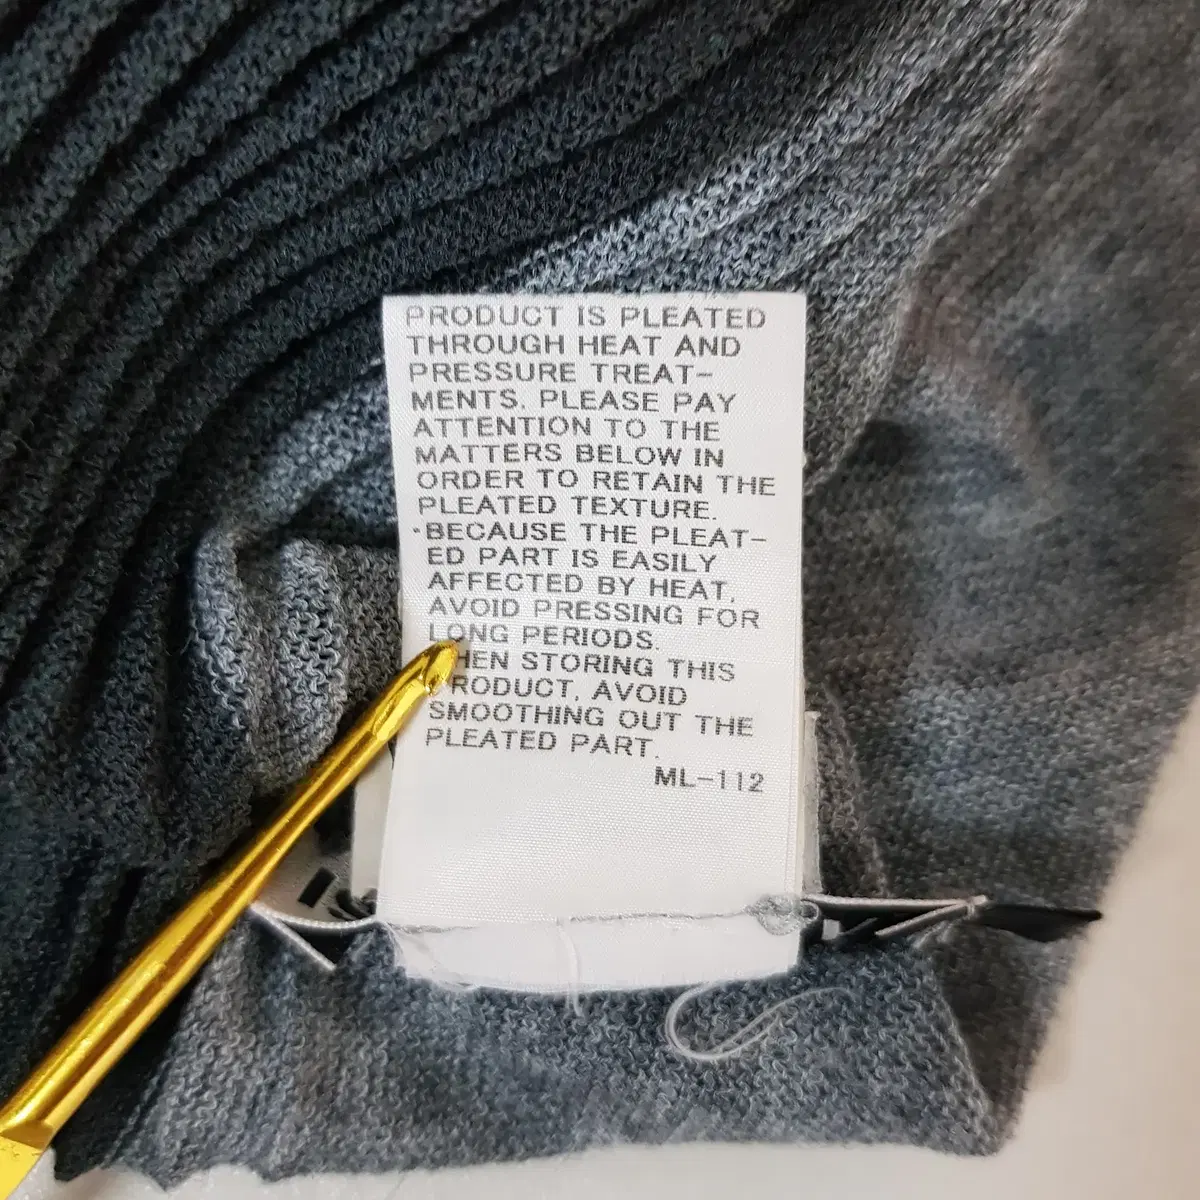 PRODUCT IS PLEATED
THROUGH HEAT AND
PRESSURE TREAT-
MENTS. PLEASE PAY
ATTENTION TO THE
MATTERS BELOW IN
ORDER TO RETAIN THE
PLEATED TEXTURE.
・BECAUSE THE PLEAT-
ED PART IS EASILY
AFFECTED BY HEAT,
AVOID PRESSING FOR
LONG PERIODS.
HEN STORING THIS
RODUCT, AVOID
SMOOTHING OUT THE
PLEATED PART.
ML-112